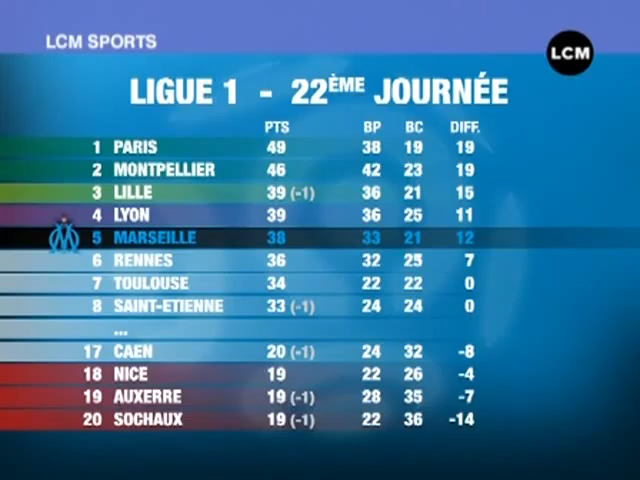 LCM SPORTS
LCM
LIGUE 1 - 22ÈME JOURNÉE
PTS BP BC DIFF.
1 PARIS 49 38 19 19
2 MONTPELLIER 46 42 23 19
3 LILLE 39 (-1) 36 21 15
4 LYON 39 36 25 11
5 MARSEILLE 38 33 21 12
6 RENNES 36 32 25 7
7 TOULOUSE 34 22 22 0
8 SAINT-ETIENNE 33 (-1) 24 24 0
...
17 CAEN 20 (-1) 24 32 -8
18 NICE 19 22 26 -4
19 AUXERRE 19 (-1) 28 35 -7
20 SOCHAUX 19 (-1) 22 36 -14